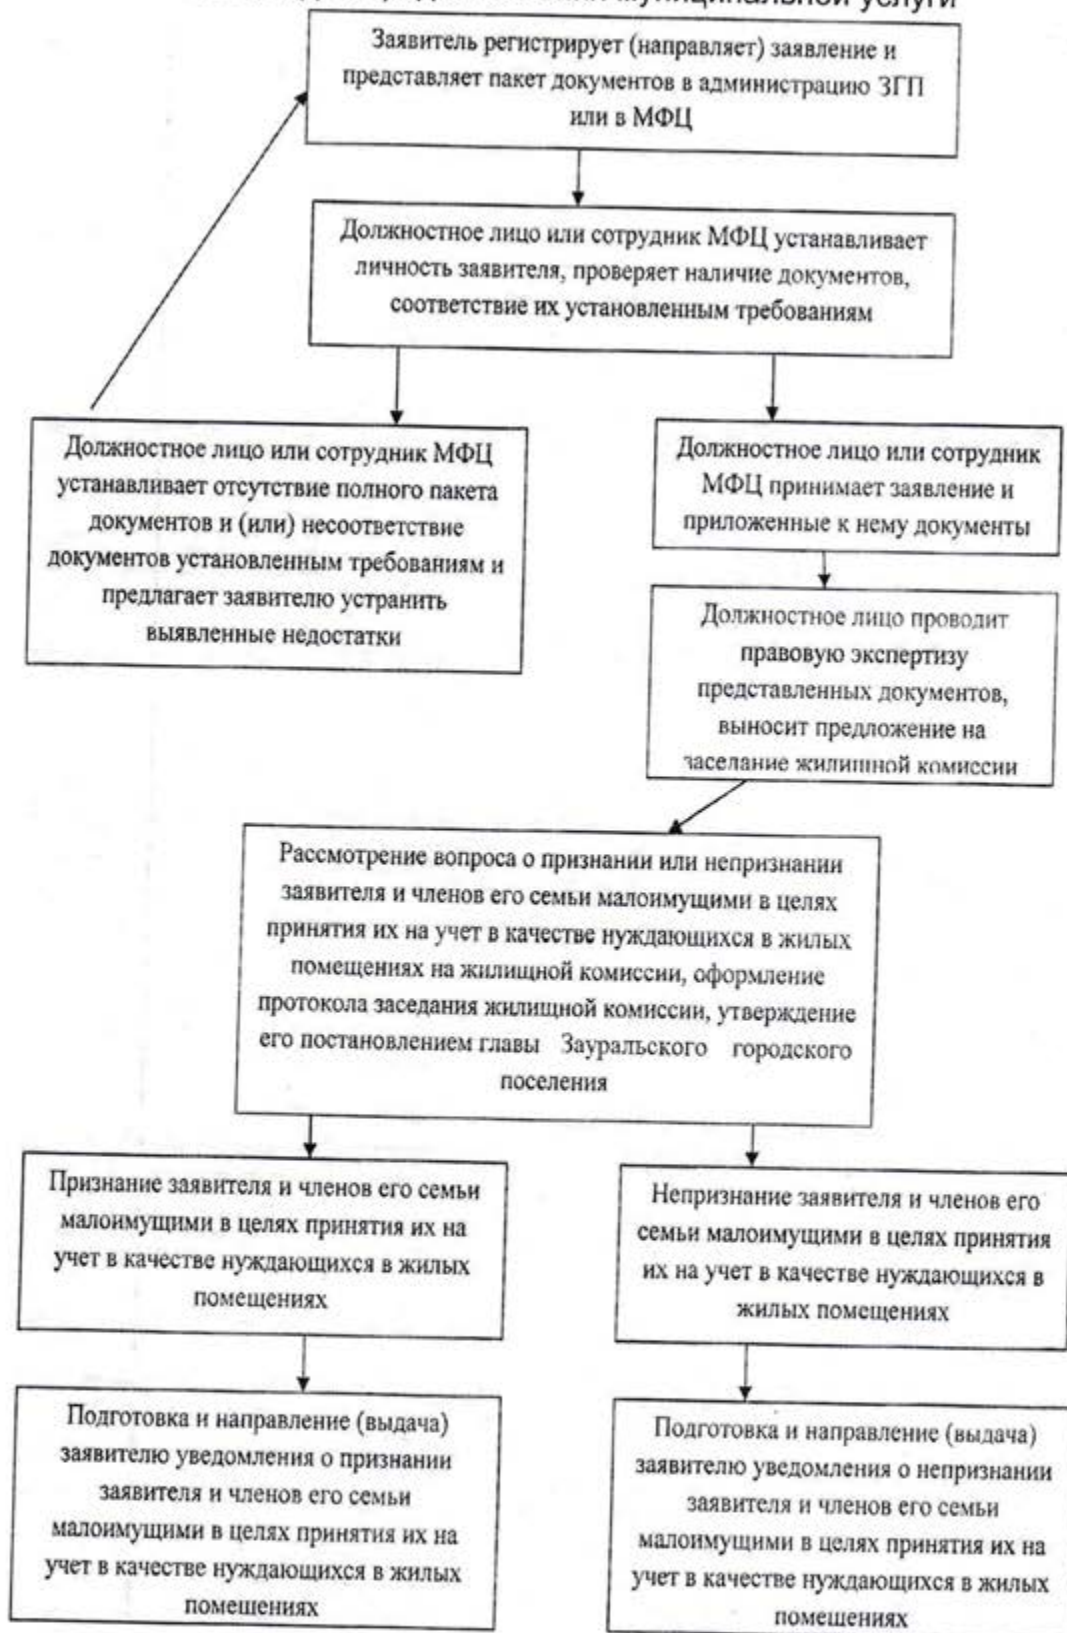 муниципальной услуги
Заявитель регистрирует (направляет) заявление и
представляет пакет документов в администрацию ЗГП
или в МФЦ
Должностное лицо или сотрудник МФЦ устанавливает
личность заявителя, проверяет наличие документов,
соответствие их установленным требованиям
Должностное лицо или сотрудник МФЦ
устанавливает отсутствие полного пакета
документов и (или) несоответствие
документов установленным требованиям и
предлагает заявителю устранить
выявленные недостатки
Должностное лицо или сотрудник
МФЦ принимает заявление и
приложенные к нему документы
Должностное лицо проводит
правовую экспертизу
представленных документов,
выносит предложение на
заседание жилищной комиссии
Рассмотрение вопроса о признании или непризнании
заявителя и членов его семьи малоимущими в целях
принятия их на учет в качестве нуждающихся в жилых
помещениях на жилищной комиссии, оформление
протокола заседания жилищной комиссии, утверждение
его постановлением главы Зауральского городского
поселения
Признание заявителя и членов его семьи
малоимущими в целях принятия их на
учет в качестве нуждающихся в жилых
помещениях
Непризнание заявителя и членов его
семьи малоимущими в целях принятия
их на учет в качестве нуждающихся в
жилых помещениях
Подготовка и направление (выдача)
заявителю уведомления о признании
заявителя и членов его семьи
малоимущими в целях принятия их на
учет в качестве нуждающихся в жилых
помещениях
Подготовка и направление (выдача)
заявителю уведомления о непризнании
заявителя и членов его семьи
малоимущими в целях принятия их на
учет в качестве нуждающихся в жилых
помещениях